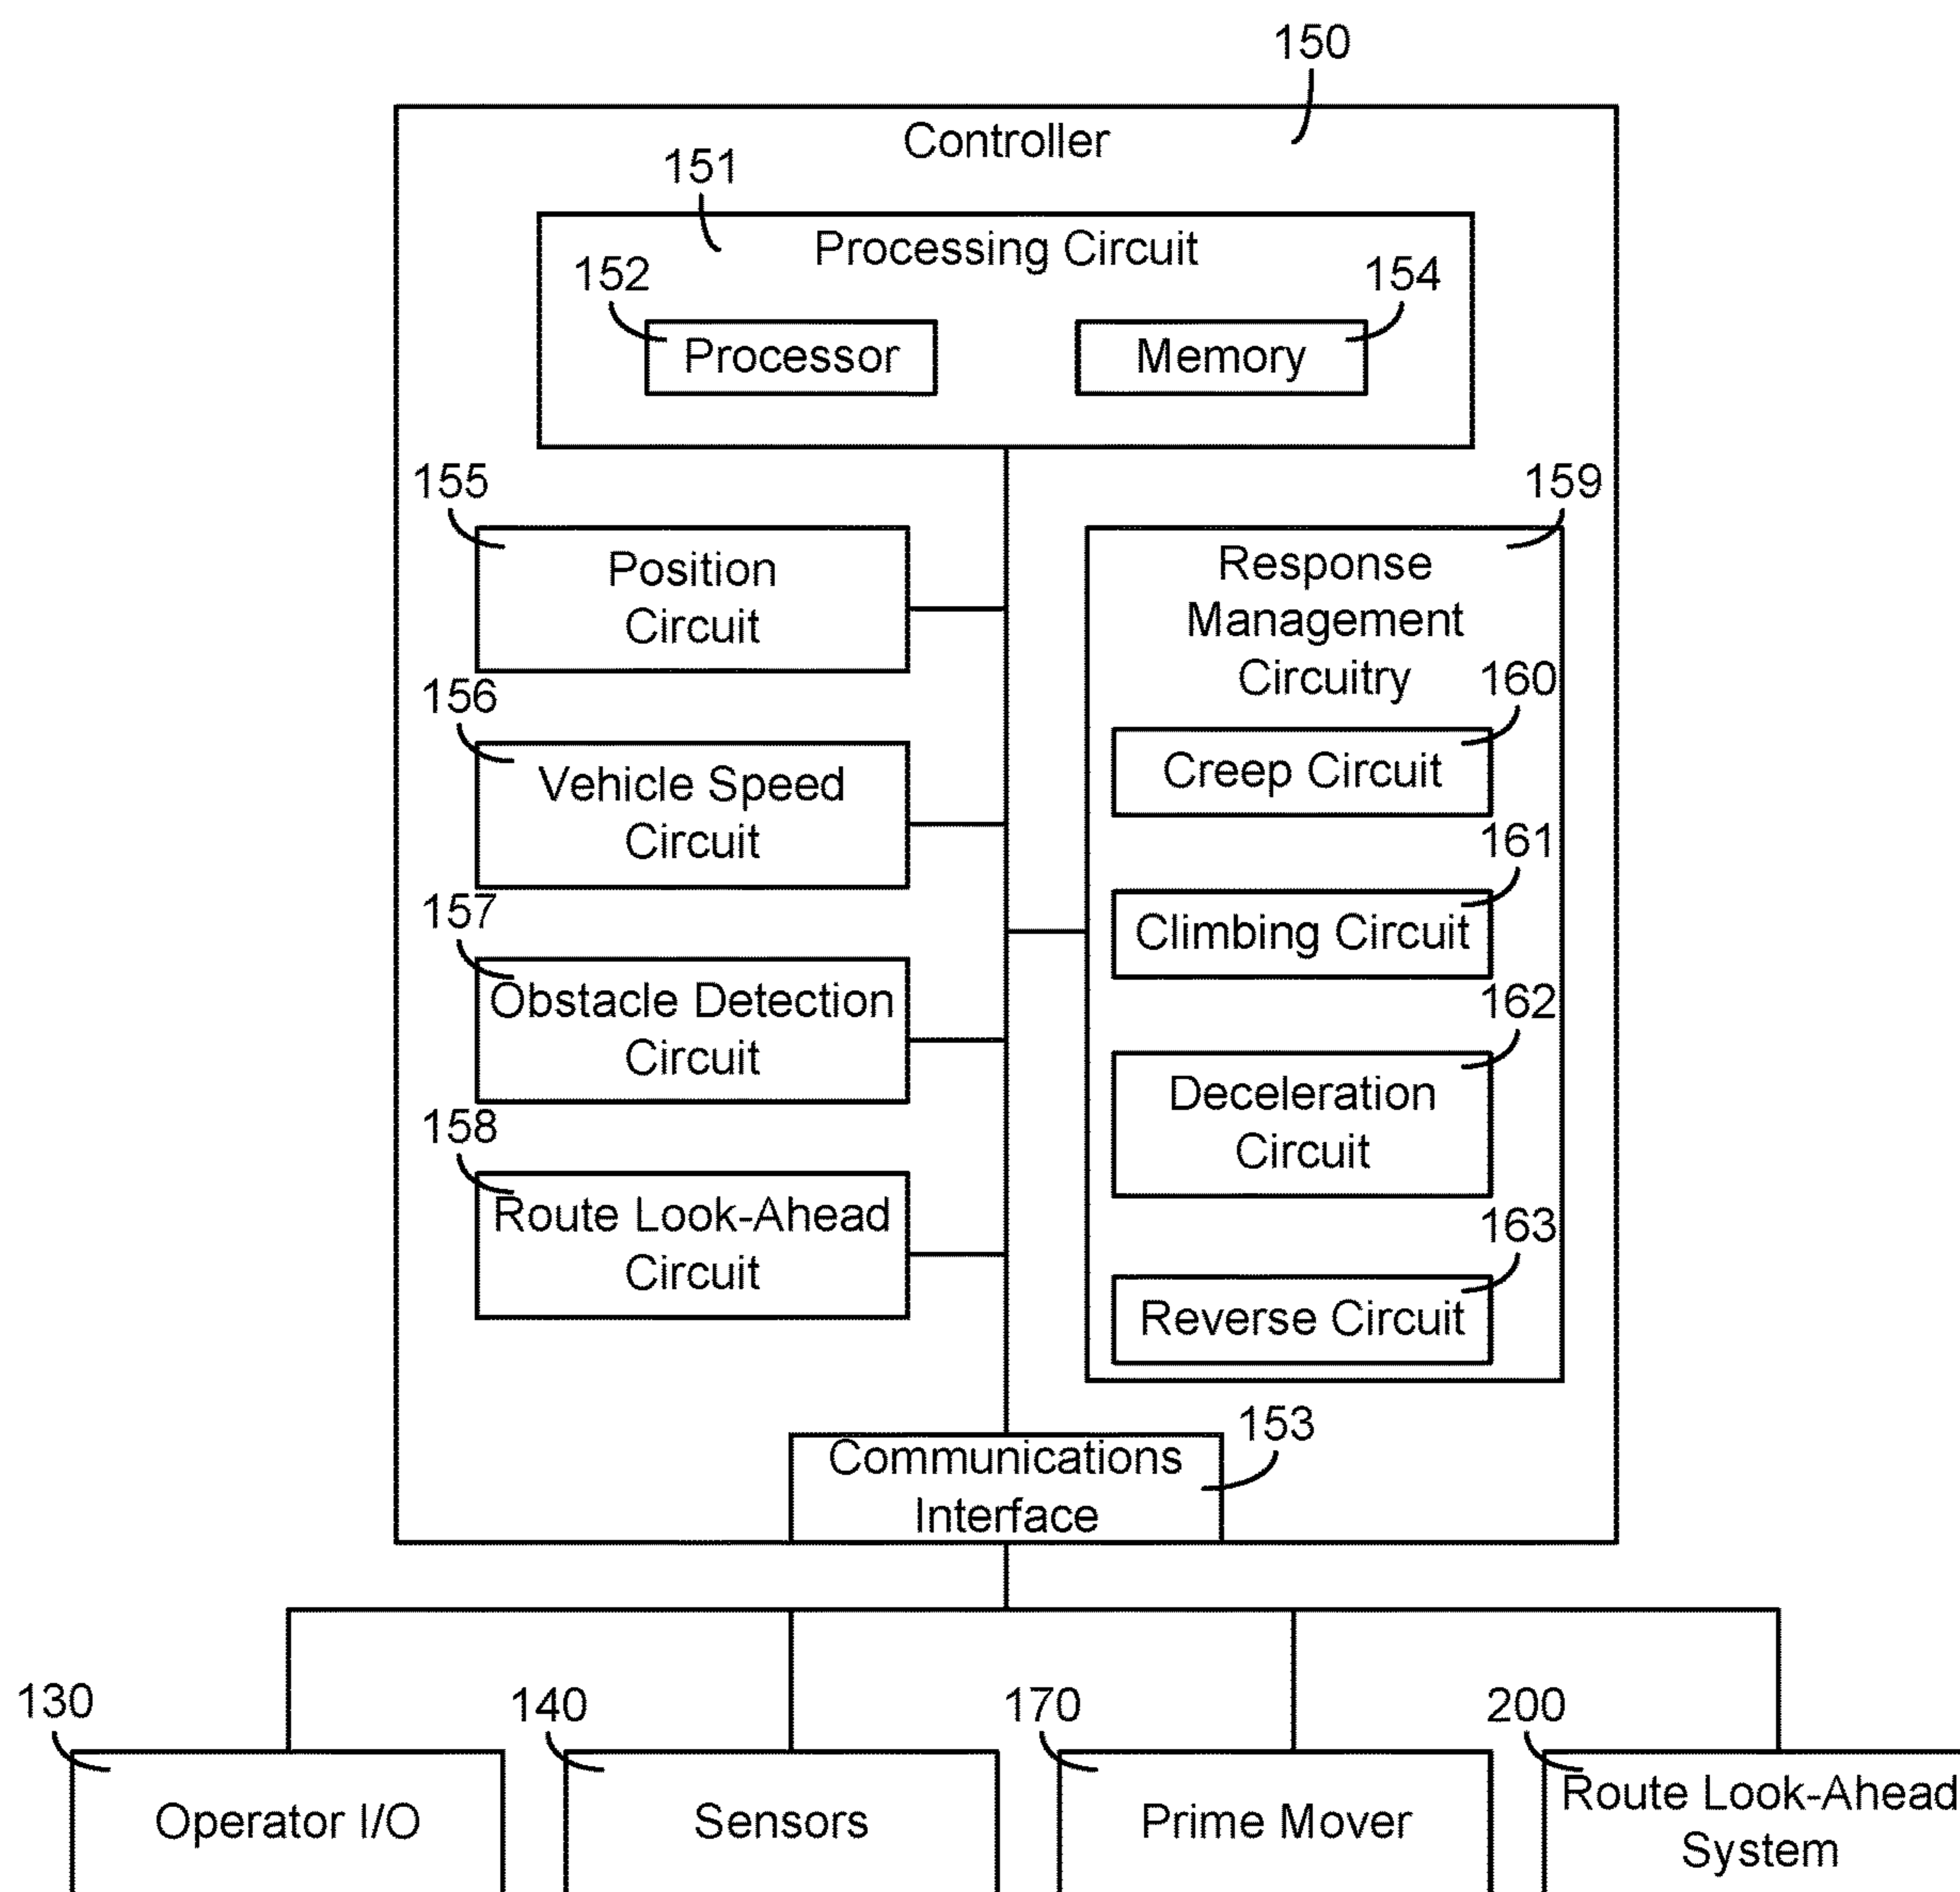 150
Controller
151
Processing Circuit
152
154
Processor
Memory
155
159
Position
Circuit
Response
Management
Circuitry
156
160
Vehicle Speed
Circuit
Creep Circuit
161
157
Climbing Circuit
Obstacle Detection
Circuit
162
Deceleration
Circuit
158
Route Look-Ahead
Circuit
163
Reverse Circuit
153
Communications
Interface
130
140
170
200
Operator I/O
Sensors
Prime Mover
Route Look-Ahead
System